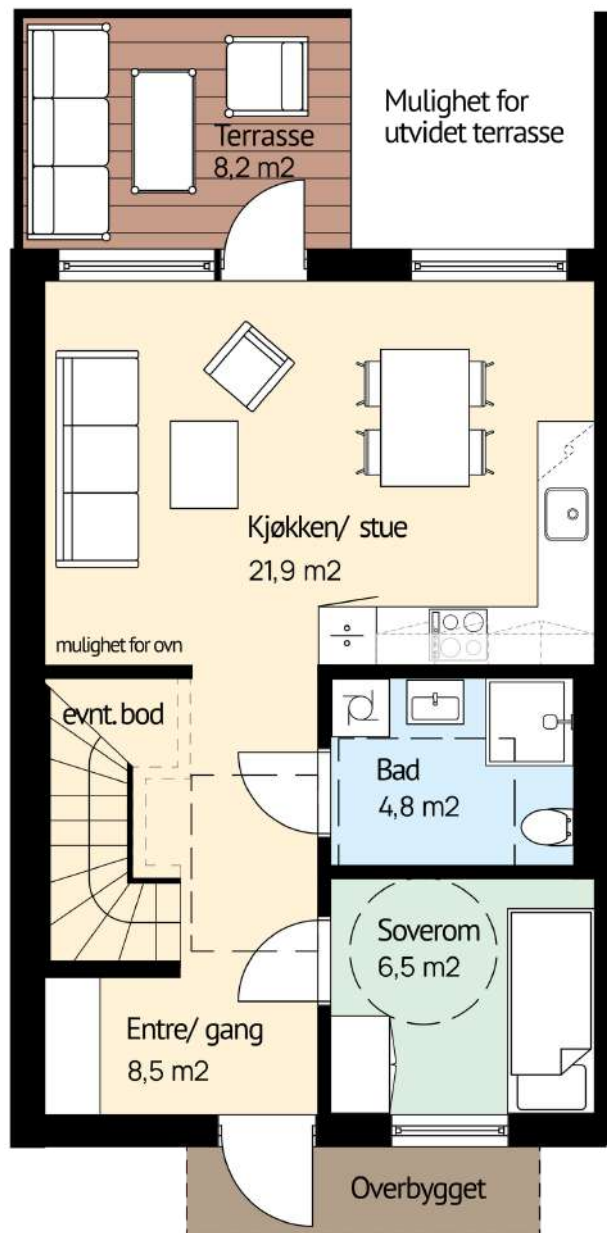 Mulighet for
utvidet terrasse
Terrasse
8,2 m2
Kjøkken/ stue
21,9 m2
mulighet for ovn
evnt. bod
Bad
4,8 m2
Soverom
6,5 m2
Entre/ gang
8,5 m2
Overbygget